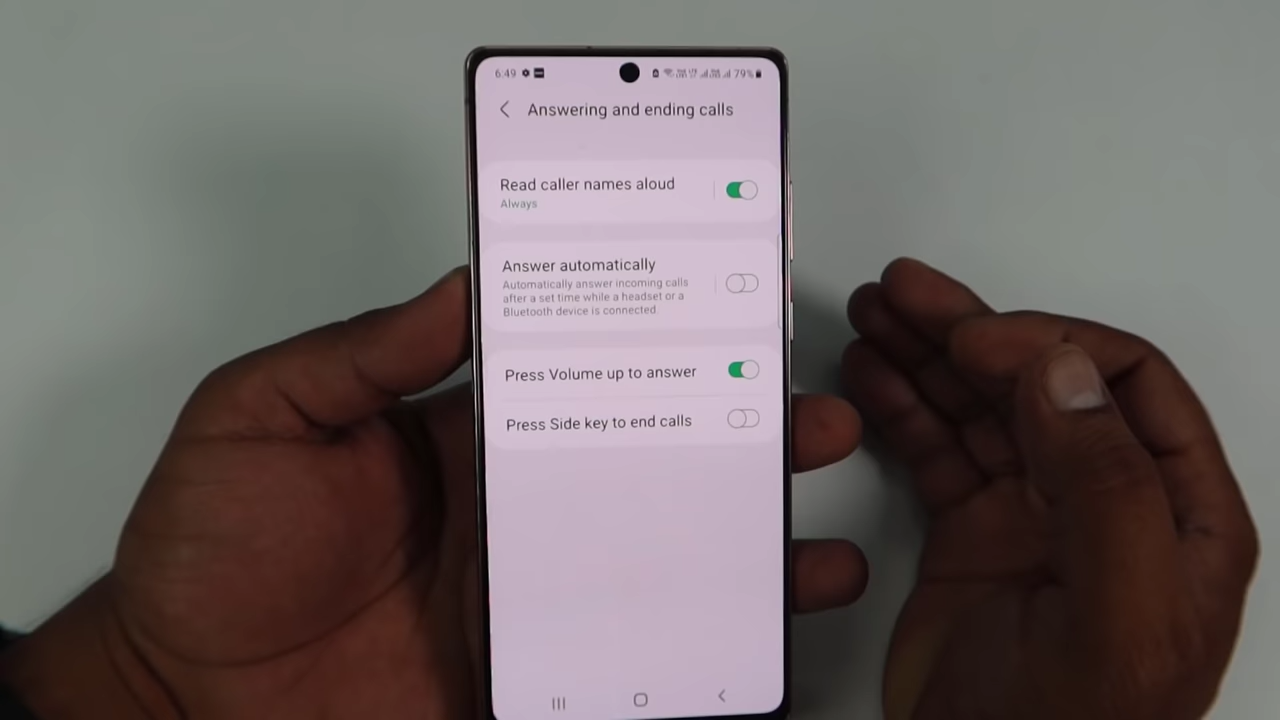 6:49
79%
Answering and ending calls
Read caller names aloud
Always
Answer automatically
Automatically answer incoming calls
after a set time while a headset or a
Bluetooth device is connected.
Press Volume up to answer
Press Side key to end calls